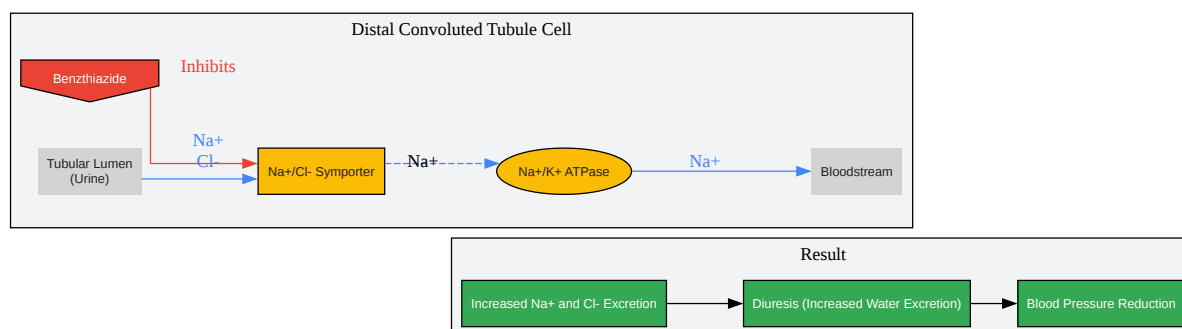 Distal Convoluted Tubule Cell
Inhibits
Benzthiazide
Na+
Cl-
Tubular Lumen
(Urine)
Na+/Cl- Symporter
Na+
Na+/K+ ATPase
Na+
Bloodstream
Result
Increased Na+ and Cl- Excretion
Diuresis (Increased Water Excretion)
Blood Pressure Reduction